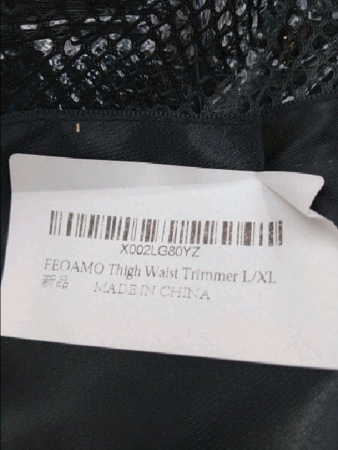 X002LG80YZ
FEOAMO Thigh Waist Trimmer L/XL
新品
MADE IN CHINA